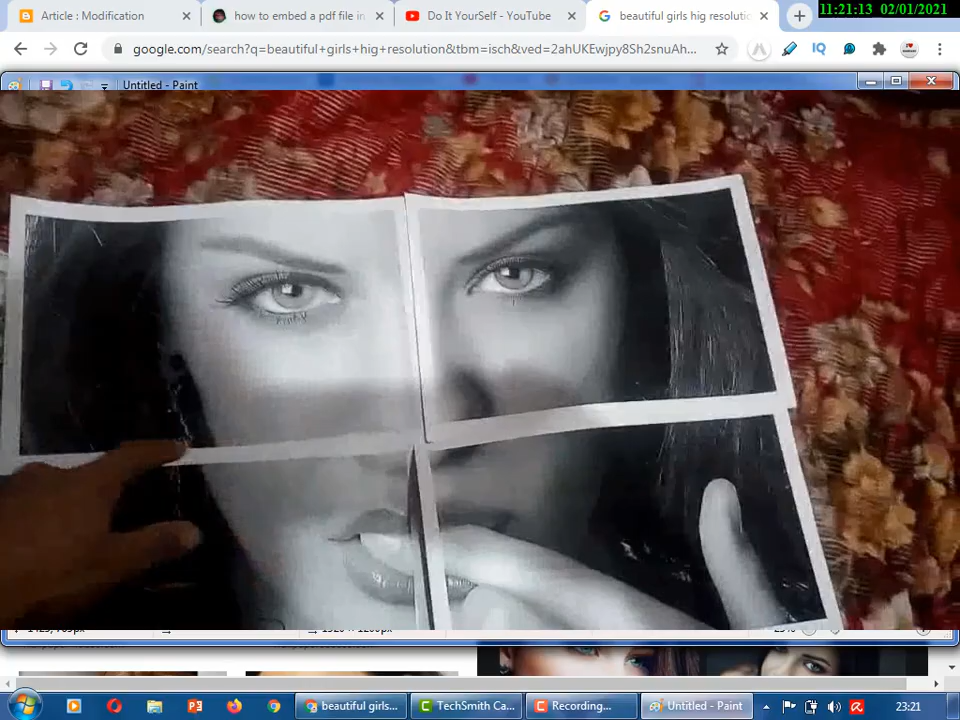 11:21:13 02/01/2021
Article : Modification
how to embed a pdf file in
Do It YourSelf - YouTube
beautiful girls hig resolutio
google.com/search?q=beautiful+girls+hig+resolution&tbm=isch&ved=2ahUKEwjpy8Sh2snuAh...
IQ
Untitled - Paint
beautiful girls...
TechSmith Ca...
Recording...
Untitled - Paint
23:21